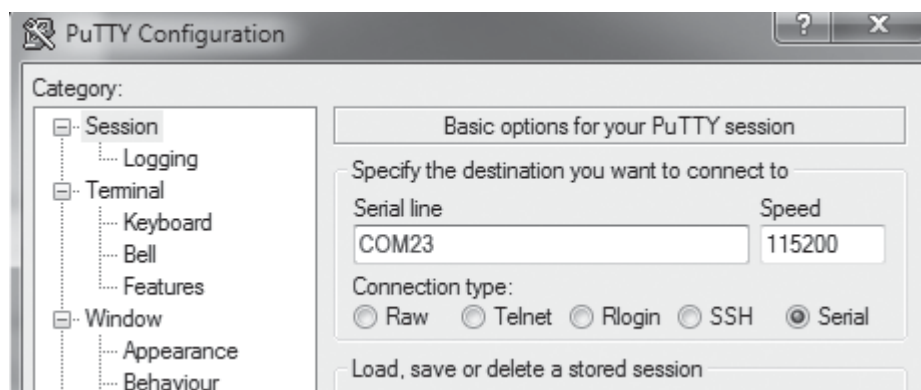 PuTTY Configuration
? X
Category:
Session
Logging
Terminal
Keyboard
Bell
Features
Window
Appearance
Behaviour
Basic options for your PuTTY session
Specify the destination you want to connect to
Serial line Speed
COM23 115200
Connection type:
Raw Telnet Rlogin SSH Serial
Load, save or delete a stored session